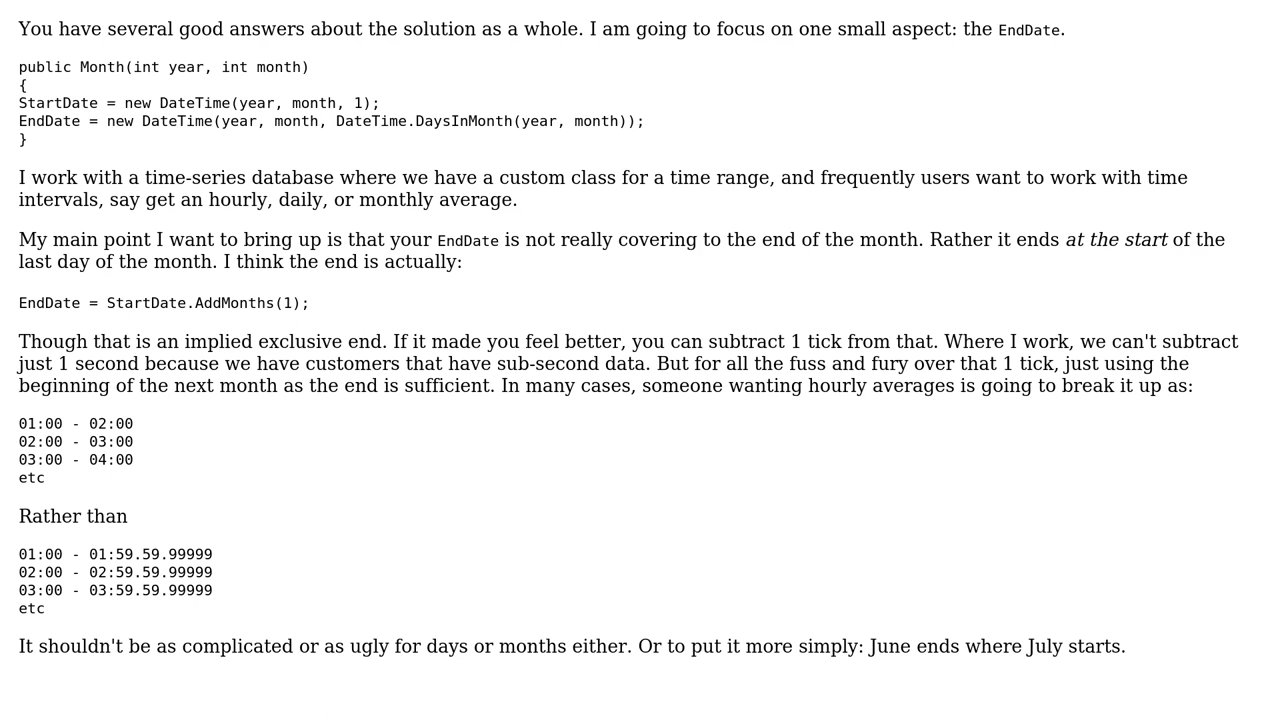 You have several good answers about the solution as a whole. I am going to focus on one small aspect: the EndDate.
public Month(int year, int month)
{
StartDate = new DateTime(year, month, 1);
EndDate = new DateTime(year, month, DateTime.DaysInMonth(year, month));
}
I work with a time-series database where we have a custom class for a time range, and frequently users want to work with time
intervals, say get an hourly, daily, or monthly average.
My main point I want to bring up is that your EndDate is not really covering to the end of the month. Rather it ends at the start of the
last day of the month. I think the end is actually:
EndDate = StartDate.AddMonths(1);
Though that is an implied exclusive end. If it made you feel better, you can subtract 1 tick from that. Where I work, we can't subtract
just 1 second because we have customers that have sub-second data. But for all the fuss and fury over that 1 tick, just using the
beginning of the next month as the end is sufficient. In many cases, someone wanting hourly averages is going to break it up as:
01:00 - 02:00
02:00 - 03:00
03:00 - 04:00
etc
Rather than
01:00 - 01:59.59.99999
02:00 - 02:59.59.99999
03:00 - 03:59.59.99999
etc
It shouldn't be as complicated or as ugly for days or months either. Or to put it more simply: June ends where July starts.